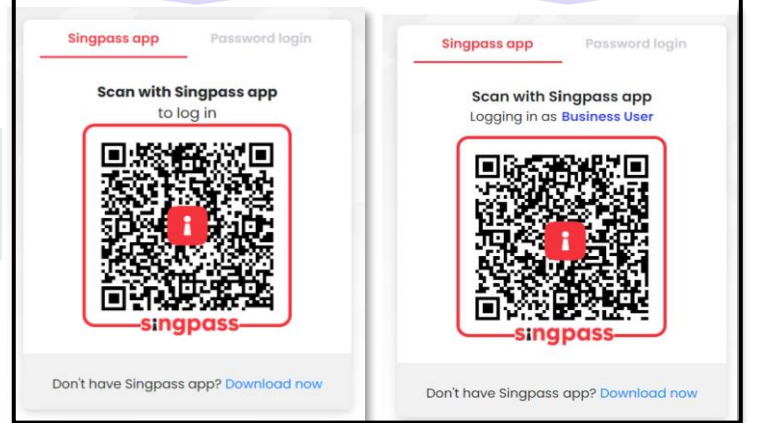 Singpass app Password login
Scan with Singpass app
to log in
singpass
Don't have Singpass app? Download now
Singpass app Password login
Scan with Singpass app
Logging in as Business User
singpass
Don't have Singpass app? Download now